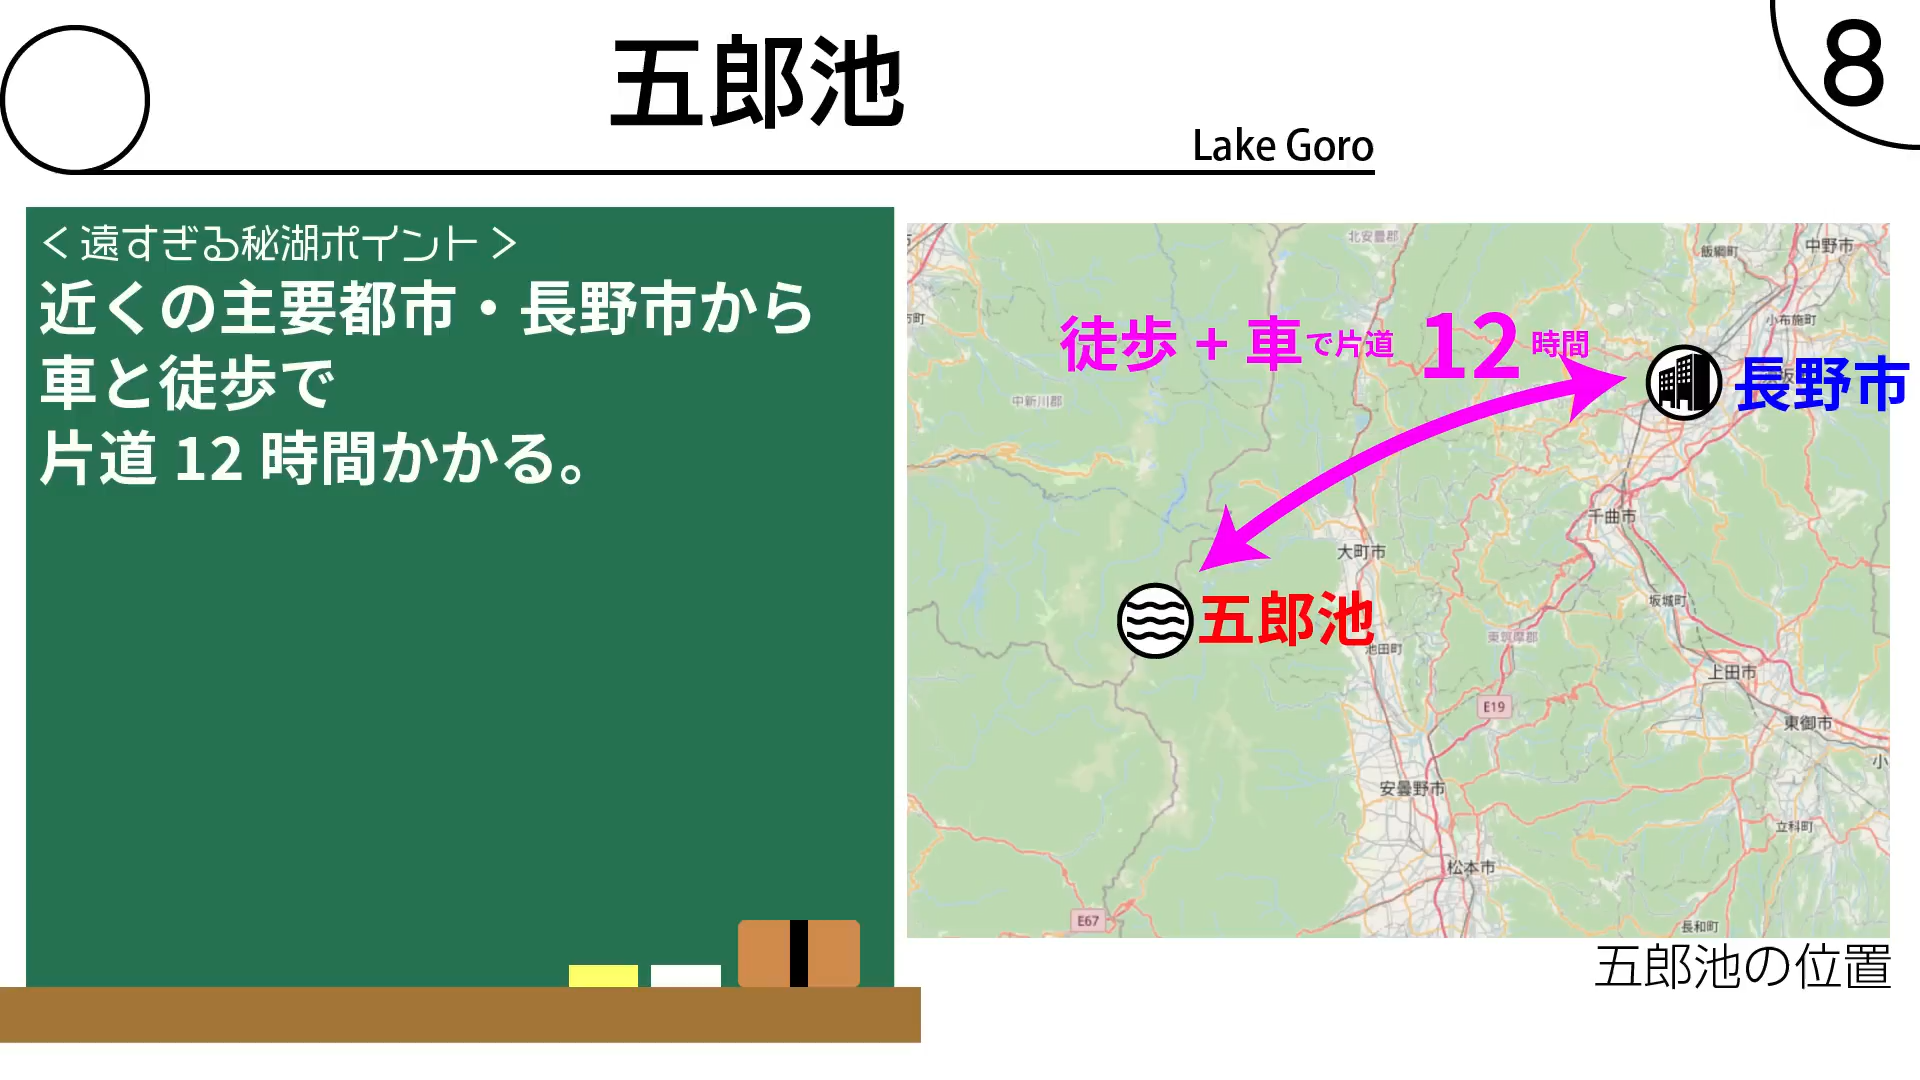 五郎池
Lake Goro
8
＜遠すぎる秘湖ポイント＞
近くの主要都市・長野市から
車と徒歩で
片道 12 時間かかる。
徒歩 + 車で片道 12 時間
長野市
五郎池
北安曇郡
飯綱町
中野市
小布施町
中新川郡
千曲市
大町市
坂城町
東筑摩郡
池田町
上田市
E19
東御市
小
安曇野市
立科町
松本市
E67
長和町
五郎池の位置